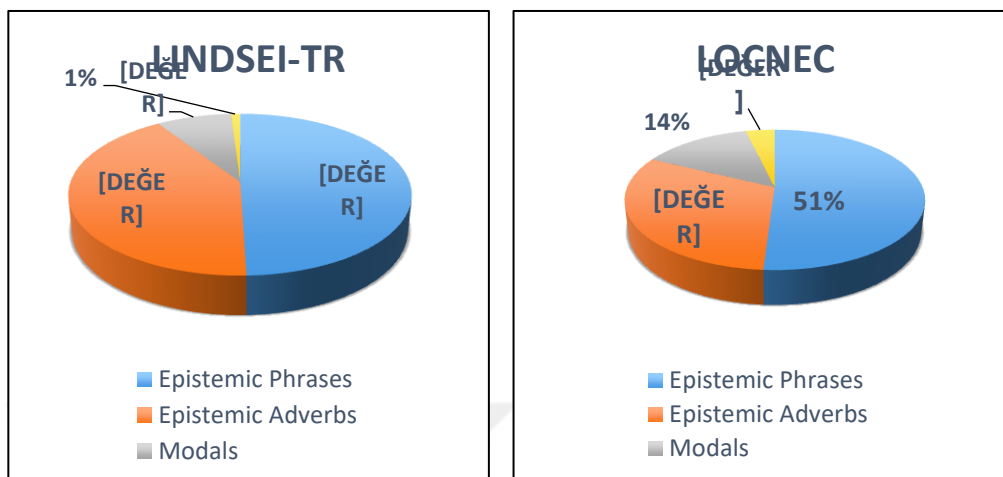 LINDSEI-TR
1%
[DEĞE
R]
[DEĞE
R]
[DEĞE
R]
Epistemic Phrases
Epistemic Adverbs
Modals
LOCNEC
[DEĞER
]
14%
[DEĞE
R]
51%
Epistemic Phrases
Epistemic Adverbs
Modals